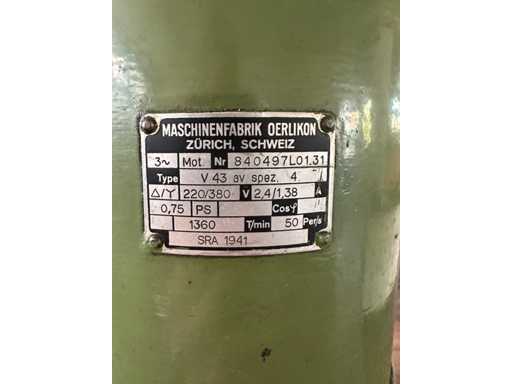 MASCHINENFABRIK OERLIKON
ZÜRICH, SCHWEIZ
3~ Mot. Nr 840497L01.31
Type V 43 av spez. 4
△/Y 220/380 V 2,4/1,38 A
0,75 PS Cosφ
1360 T/min 50 Per/s
SRA 1941